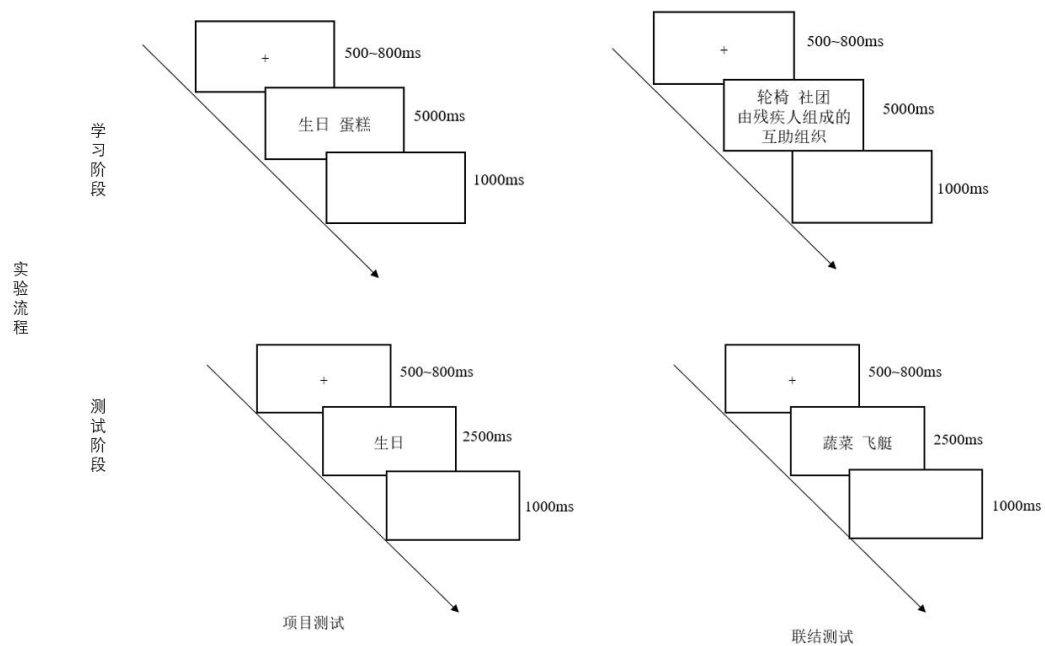 实验流程
学习阶段
+
500~800ms
生日 蛋糕
5000ms
1000ms
+
500~800ms
轮椅 社团
由残疾人组成的
互助组织
5000ms
1000ms
测试阶段
+
500~800ms
生日
2500ms
1000ms
项目测试
+
500~800ms
蔬菜 飞艇
2500ms
1000ms
联结测试